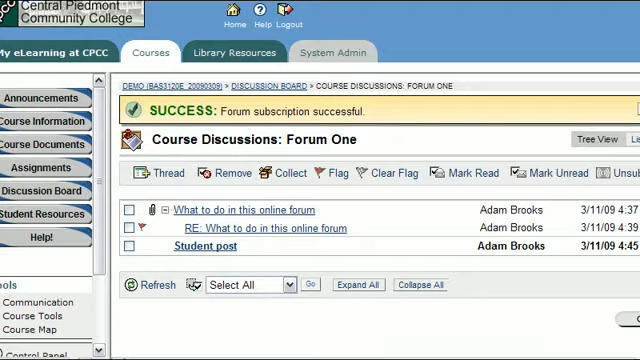 Central Piedmont
Community College
Home Help Logout
My eLearning at CPCC Courses Library Resources System Admin
DEMO (BAS3120E_20090309) > DISCUSSION BOARD > COURSE DISCUSSIONS: FORUM ONE
Announcements
SUCCESS: Forum subscription successful.
Course Information
Course Discussions: Forum One Tree View
Course Documents
Assignments
Thread Remove Collect Flag Clear Flag Mark Read Mark Unread Unsu
Discussion Board
Student Resources
What to do in this online forum Adam Brooks 3/11/09 4:37
RE: What to do in this online forum Adam Brooks 3/11/09 4:39
Help!
Student post Adam Brooks 3/11/09 4:45
ools
Refresh Select All Go Expand All Collapse All
Communication
Course Tools
Course Map
Control Panel